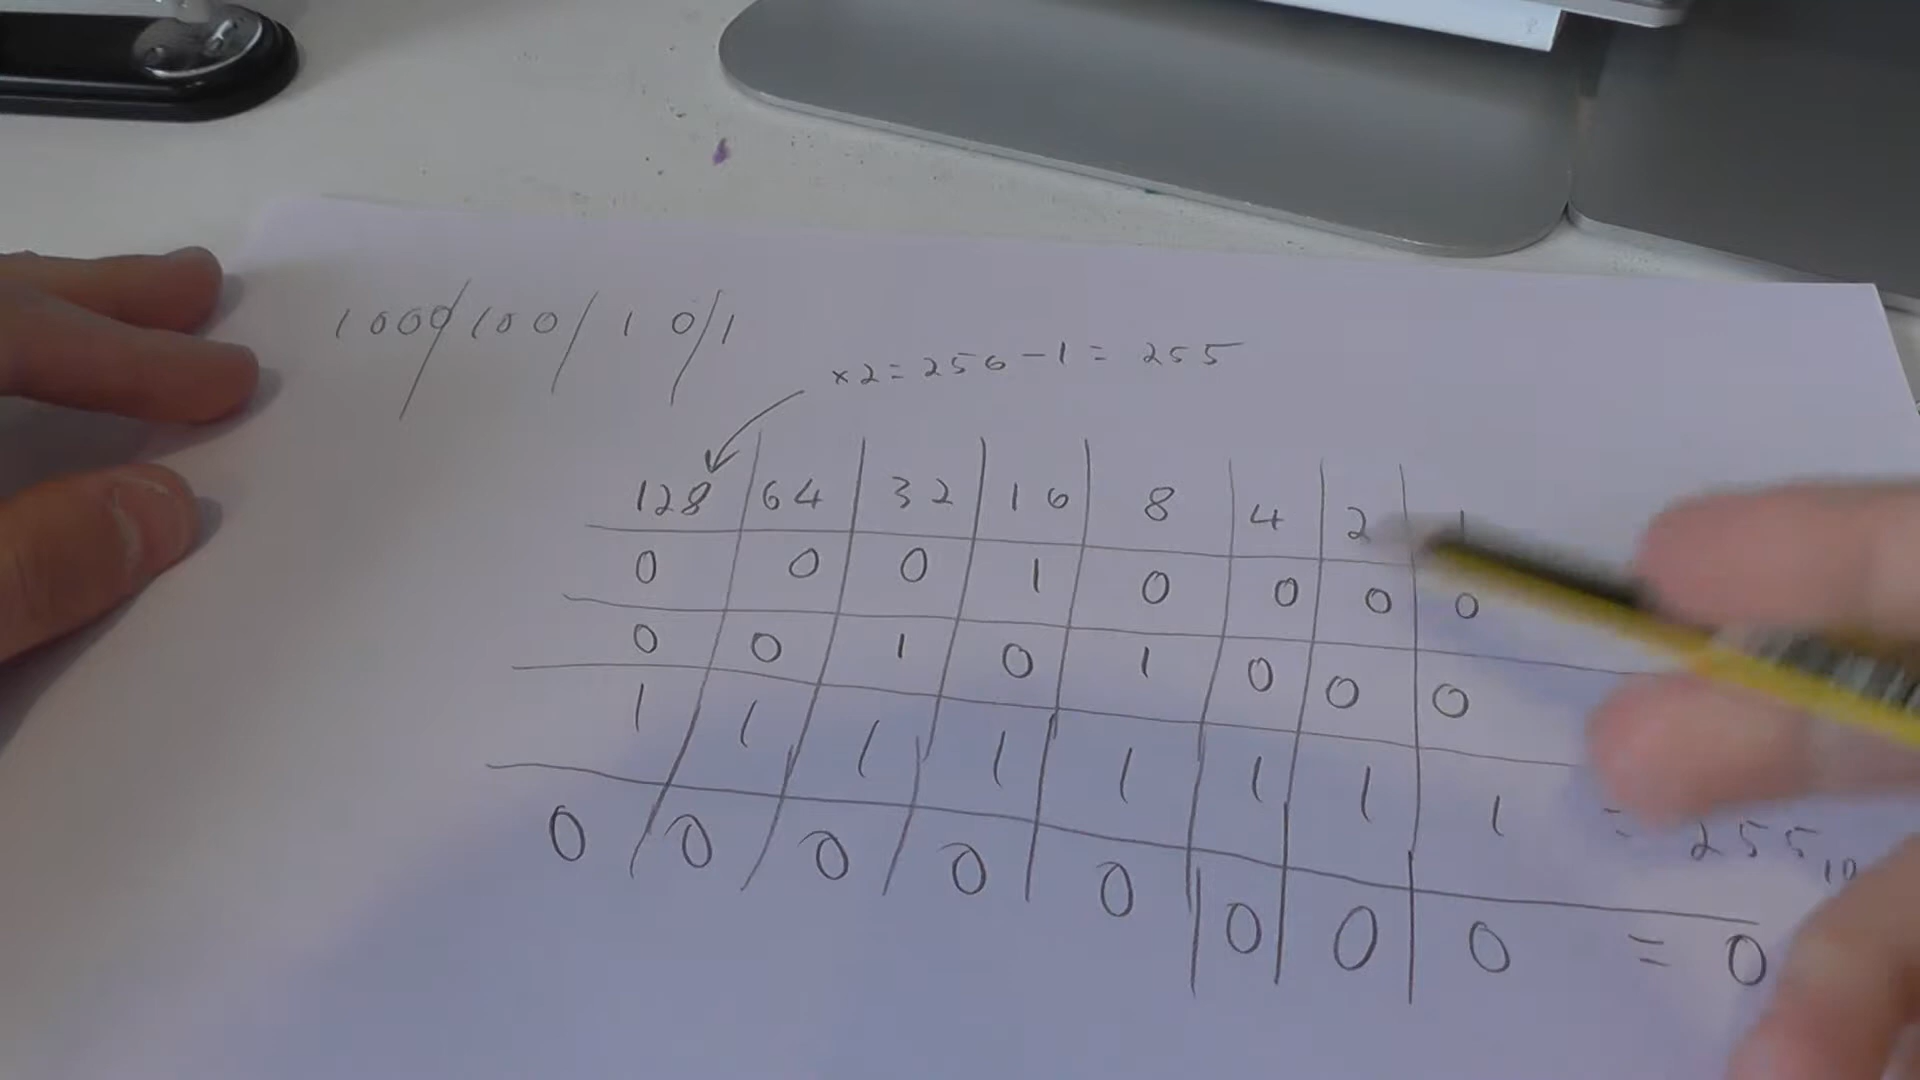 1000/100/10/1
×2=256-1=255
128 64 32 16 8 4 2 1
0 0 0 1 0 0 0 0
0 0 1 0 1 0 0 0
1 1 1 1 1 1 1 1 = 255₁₀
0 0 0 0 0 0 0 0 = 0